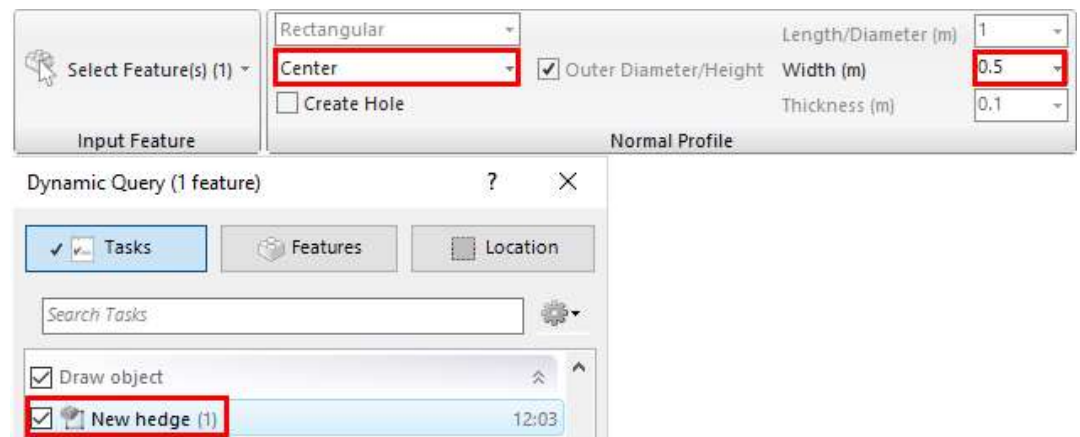 Select Feature(s) (1)
Input Feature
Rectangular
Center
Create Hole
Outer Diameter/Height
Length/Diameter (m) 1
Width (m) 0.5
Thickness (m) 0.1
Normal Profile
Dynamic Query (1 feature) ?
Tasks Features Location
Search Tasks
Draw object
New hedge (1) 12:03